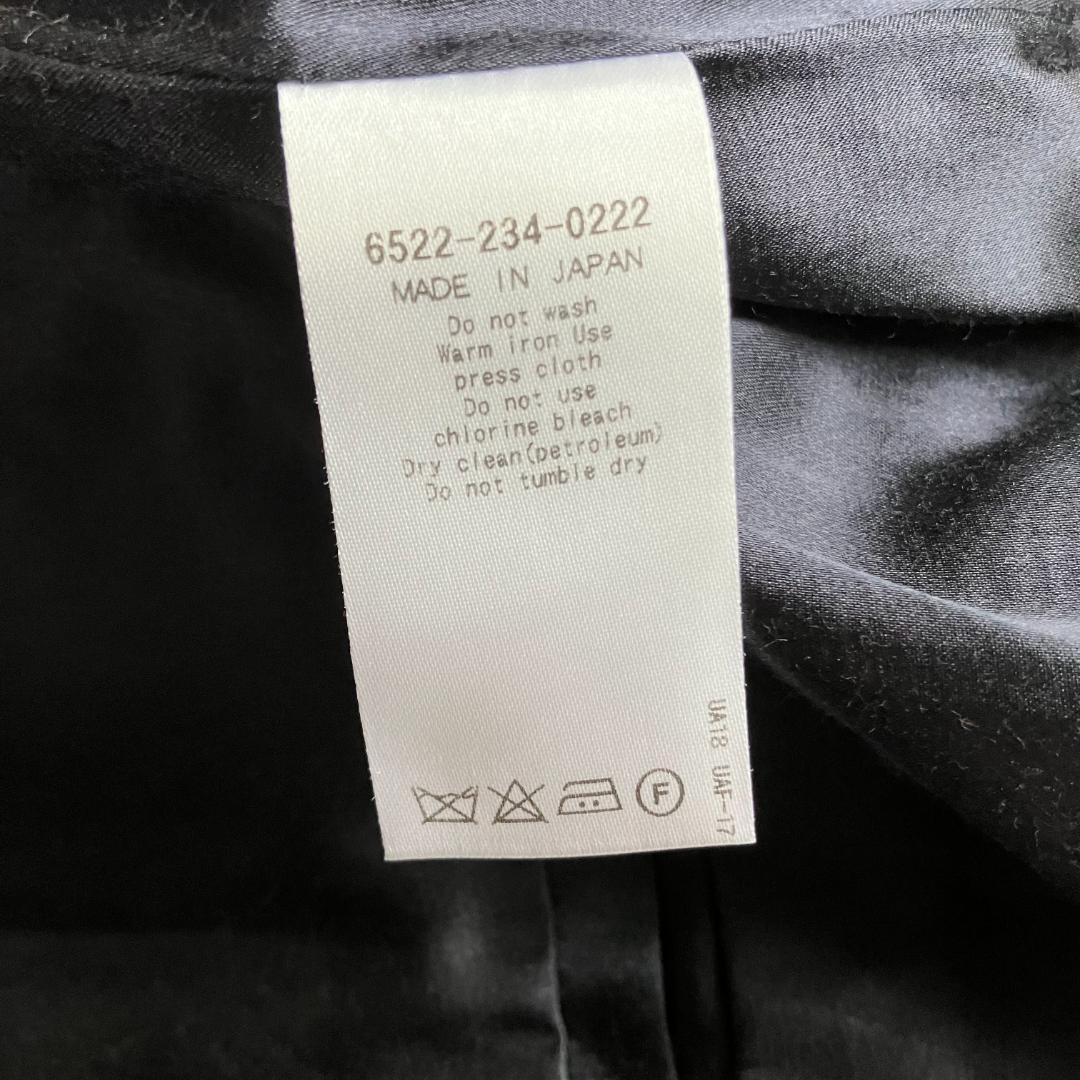 6522-234-0222
MADE IN JAPAN
Do not wash
Warm iron Use
press cloth
Do not use
chlorine bleach
Dry clean(petroleum)
Do not tumble dry
UA18 UAF-17
F